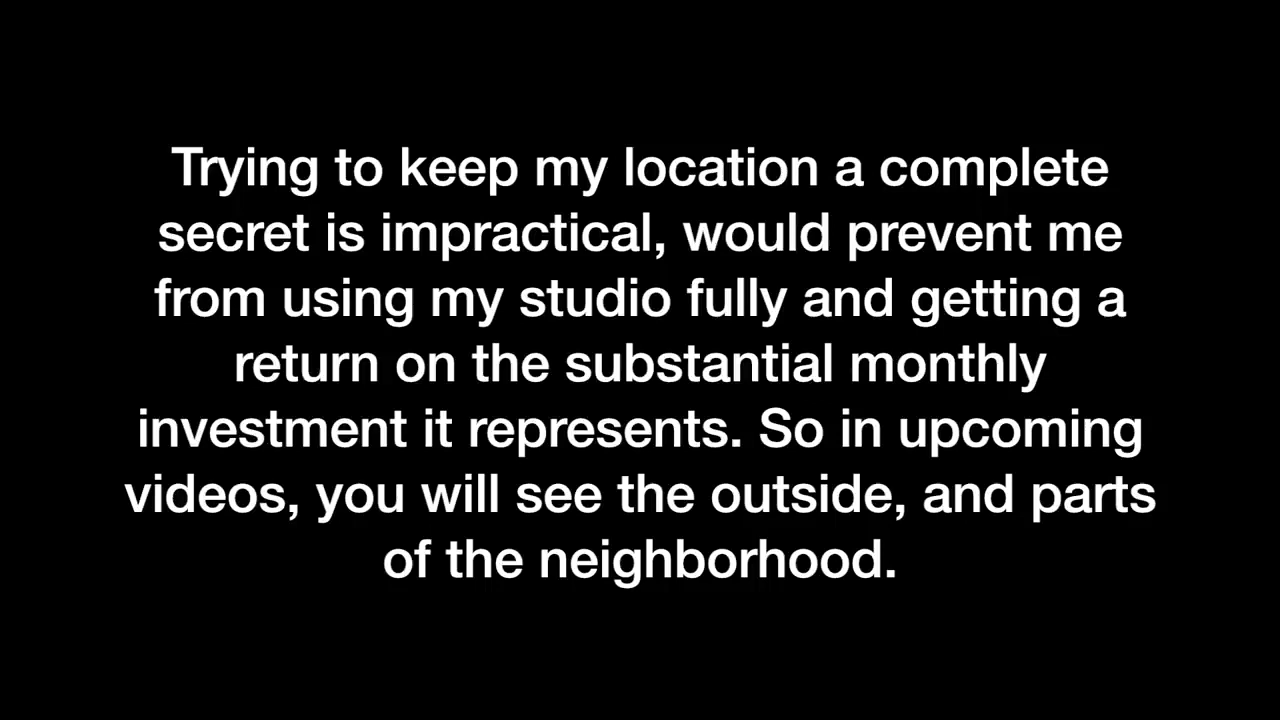 Trying to keep my location a complete
secret is impractical, would prevent me
from using my studio fully and getting a
return on the substantial monthly
investment it represents. So in upcoming
videos, you will see the outside, and parts
of the neighborhood.